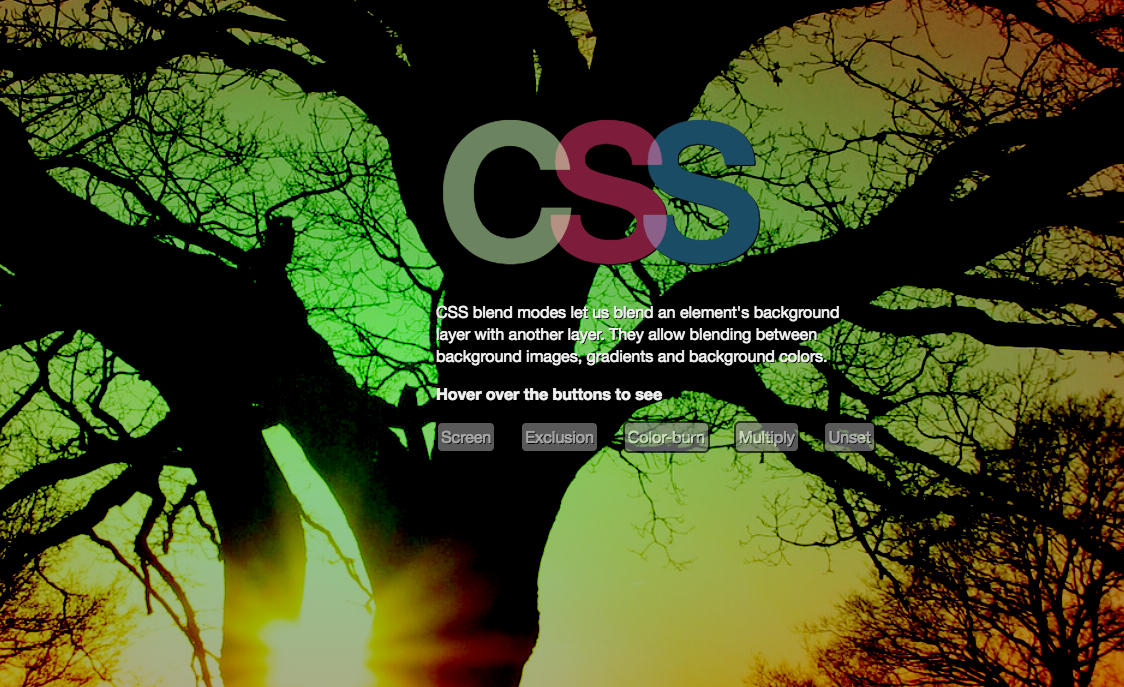 CSS
CSS blend modes let us blend an element's background
layer with another layer. They allow blending between
background images, gradients and background colors.
Hover over the buttons to see
Screen Exclusion Color-burn Multiply Unset